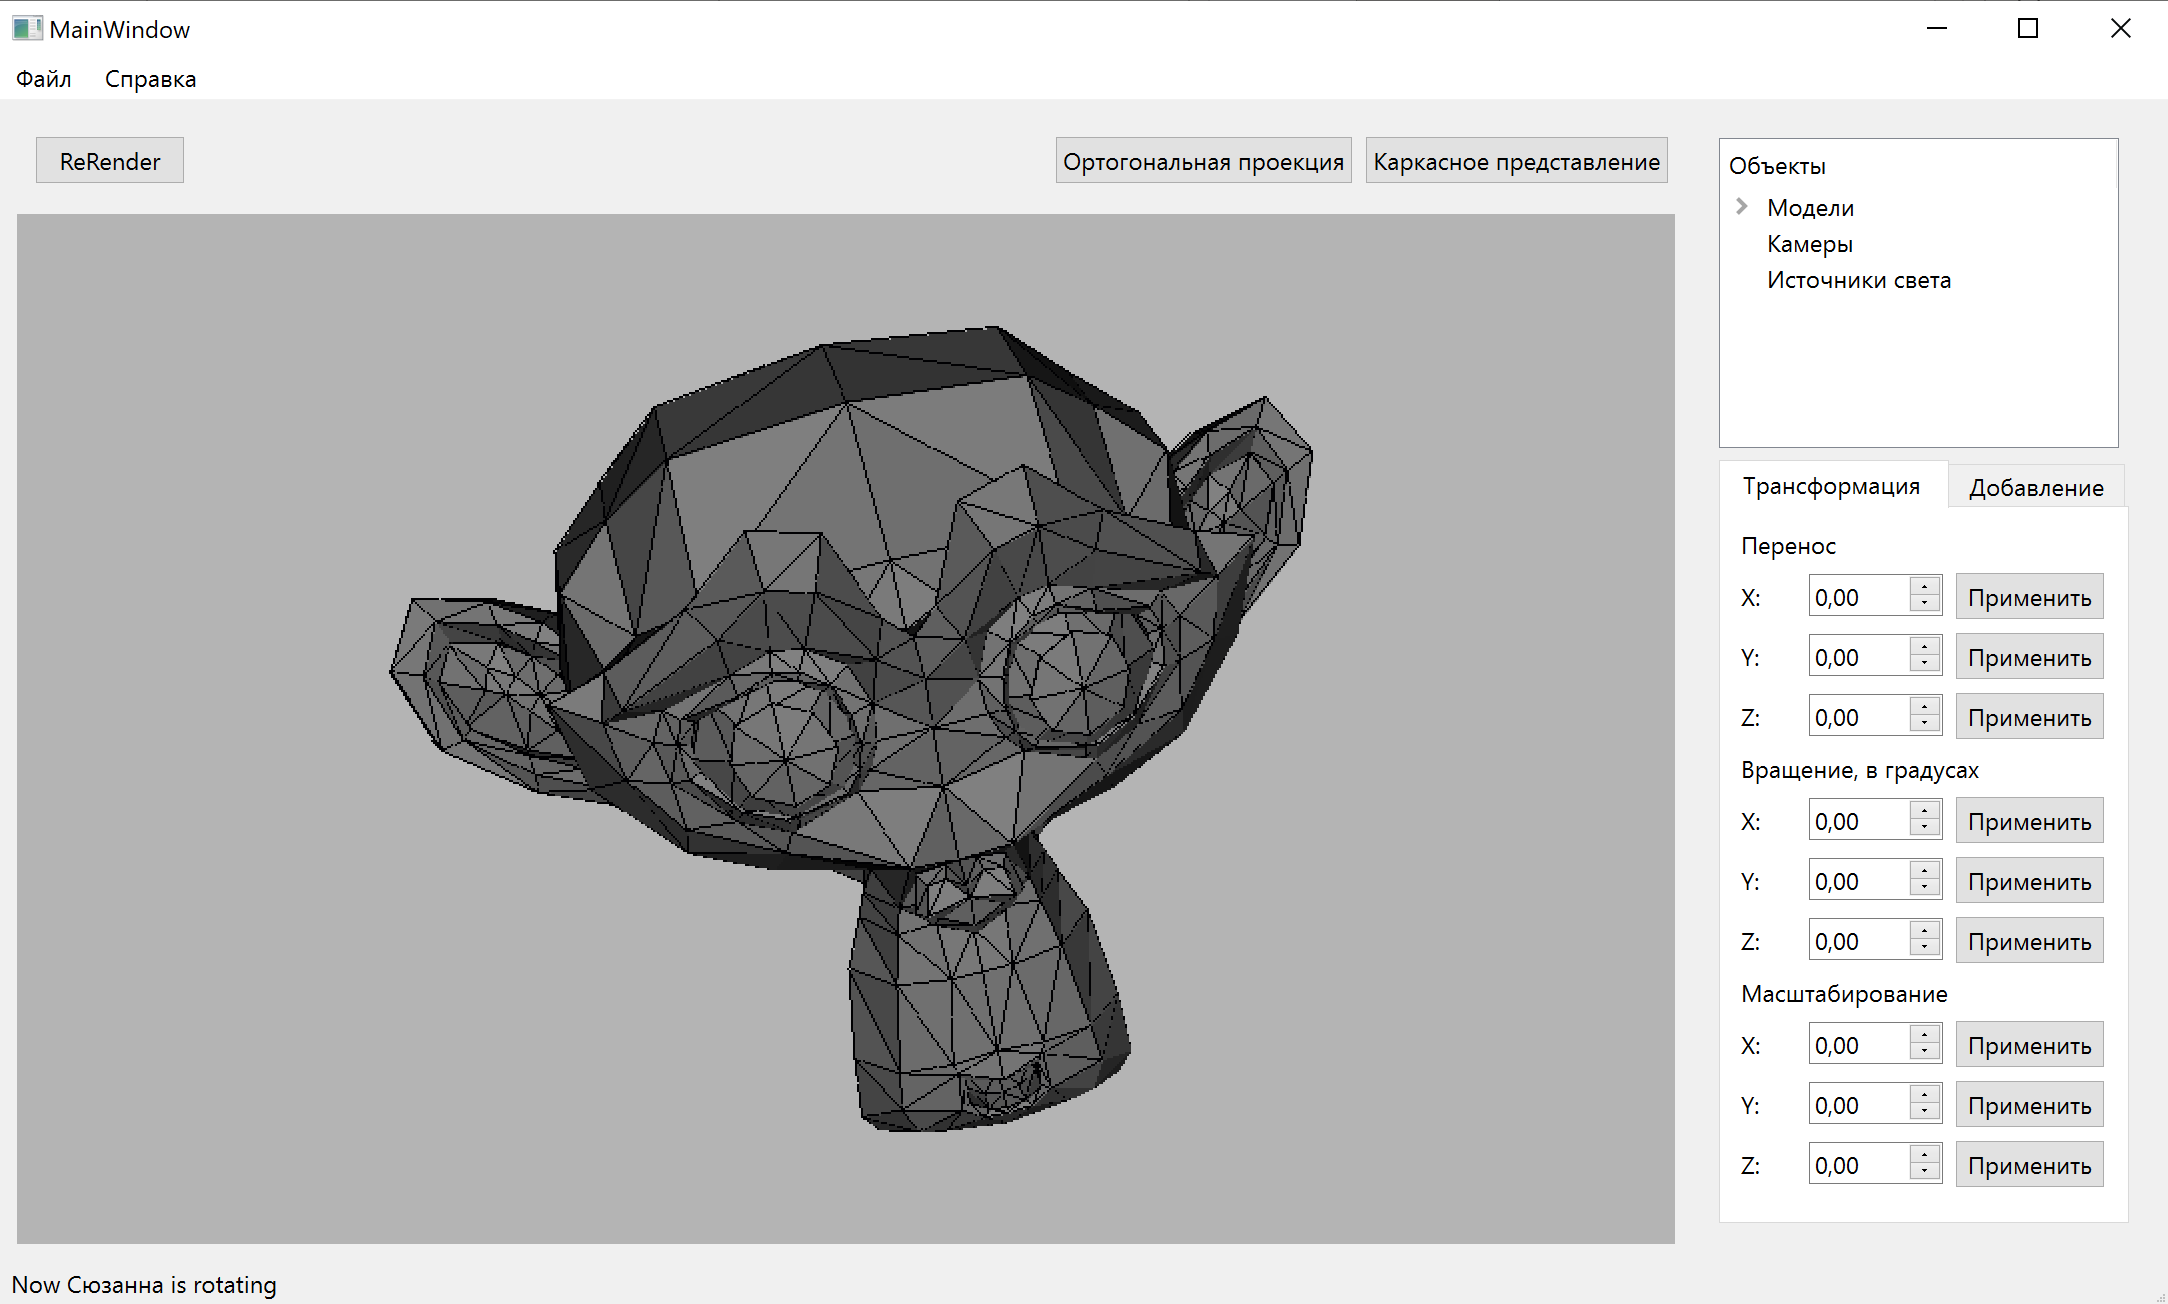 MainWindow
Файл Справка
ReRender Ортогональная проекция Каркасное представление
Объекты
Модели
Камеры
Источники света
Трансформация Добавление
Перенос
X: 0,00 Применить
Y: 0,00 Применить
Z: 0,00 Применить
Вращение, в градусах
X: 0,00 Применить
Y: 0,00 Применить
Z: 0,00 Применить
Масштабирование
X: 0,00 Применить
Y: 0,00 Применить
Z: 0,00 Применить
Now Сюзанна is rotating